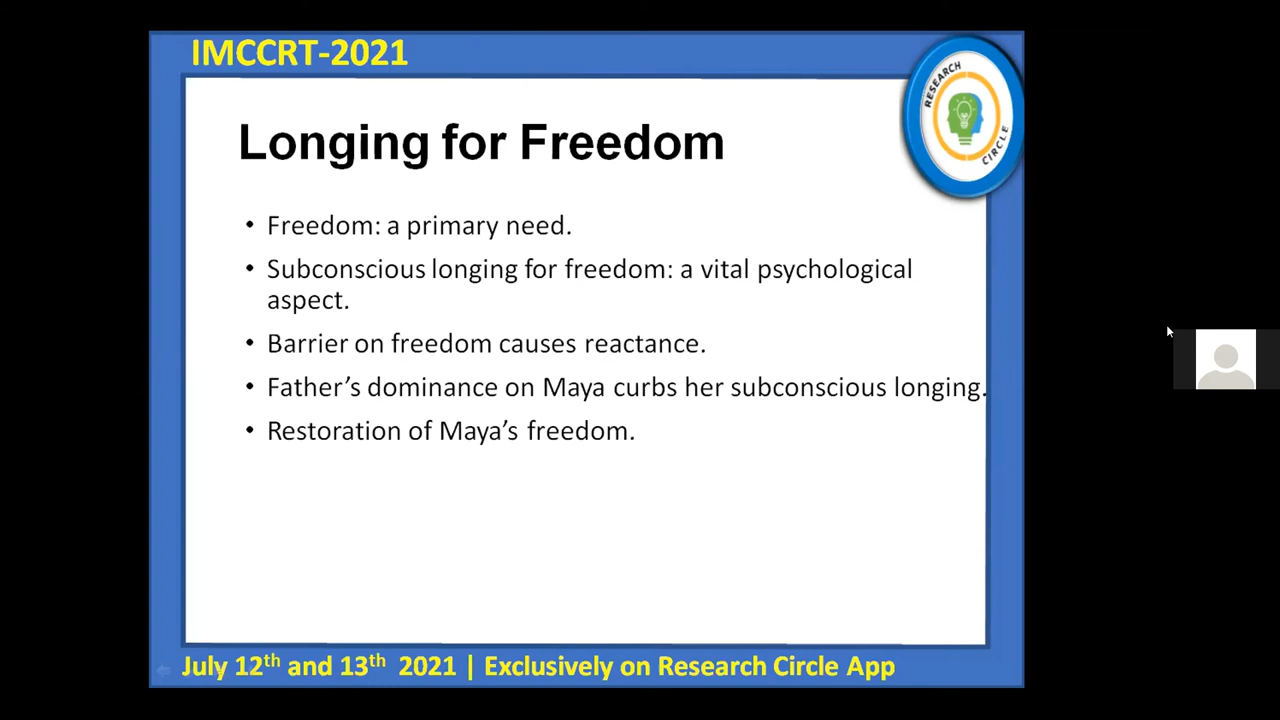 IMCCRT-2021
RESEARCH
CIRCLE
Longing for Freedom
• Freedom: a primary need.
• Subconscious longing for freedom: a vital psychological
aspect.
• Barrier on freedom causes reactance.
• Father’s dominance on Maya curbs her subconscious longing.
• Restoration of Maya’s freedom.
July 12th and 13th 2021 | Exclusively on Research Circle App